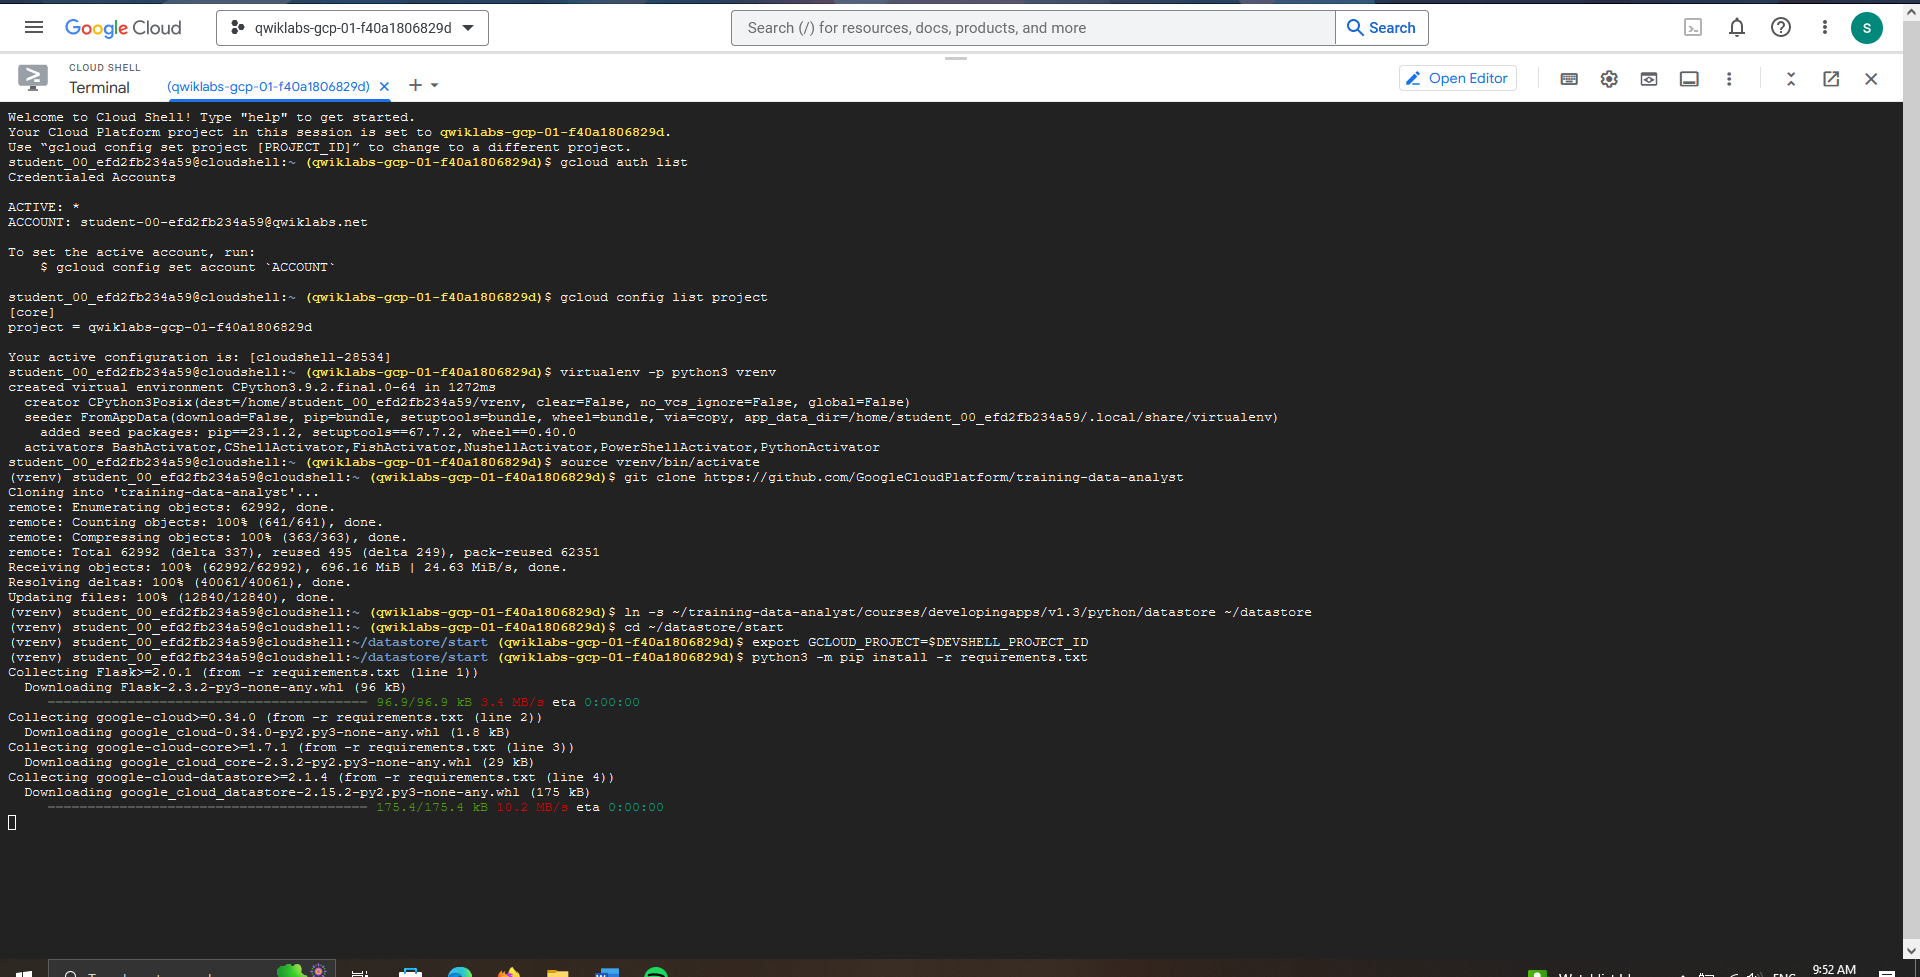 Google Cloud
qwiklabs-gcp-01-f40a1806829d
Search (/) for resources, docs, products, and more
Search
S
CLOUD SHELL
Terminal
(qwiklabs-gcp-01-f40a1806829d)
Open Editor
Welcome to Cloud Shell! Type "help" to get started.
Your Cloud Platform project in this session is set to qwiklabs-gcp-01-f40a1806829d.
Use “gcloud config set project [PROJECT_ID]” to change to a different project.
student_00_efd2fb234a59@cloudshell:~ (qwiklabs-gcp-01-f40a1806829d)$ gcloud auth list
Credentialed Accounts
ACTIVE: *
ACCOUNT: student-00-efd2fb234a59@qwiklabs.net
To set the active account, run:
$ gcloud config set account `ACCOUNT`
student_00_efd2fb234a59@cloudshell:~ (qwiklabs-gcp-01-f40a1806829d)$ gcloud config list project
[core]
project = qwiklabs-gcp-01-f40a1806829d
Your active configuration is: [cloudshell-28534]
student_00_efd2fb234a59@cloudshell:~ (qwiklabs-gcp-01-f40a1806829d)$ virtualenv -p python3 vrenv
created virtual environment CPython3.9.2.final.0-64 in 1272ms
creator CPython3Posix(dest=/home/student_00_efd2fb234a59/vrenv, clear=False, no_vcs_ignore=False, global=False)
seeder FromAppData(download=False, pip=bundle, setuptools=bundle, wheel=bundle, via=copy, app_data_dir=/home/student_00_efd2fb234a59/.local/share/virtualenv)
added seed packages: pip==23.1.2, setuptools==67.7.2, wheel==0.40.0
activators BashActivator,CShellActivator,FishActivator,NushellActivator,PowerShellActivator,PythonActivator
student_00_efd2fb234a59@cloudshell:~ (qwiklabs-gcp-01-f40a1806829d)$ source vrenv/bin/activate
(vrenv) student_00_efd2fb234a59@cloudshell:~ (qwiklabs-gcp-01-f40a1806829d)$ git clone https://github.com/GoogleCloudPlatform/training-data-analyst
Cloning into 'training-data-analyst'...
remote: Enumerating objects: 62992, done.
remote: Counting objects: 100% (641/641), done.
remote: Compressing objects: 100% (363/363), done.
remote: Total 62992 (delta 337), reused 495 (delta 249), pack-reused 62351
Receiving objects: 100% (62992/62992), 696.16 MiB | 24.63 MiB/s, done.
Resolving deltas: 100% (40061/40061), done.
Updating files: 100% (12840/12840), done.
(vrenv) student_00_efd2fb234a59@cloudshell:~ (qwiklabs-gcp-01-f40a1806829d)$ ln -s ~/training-data-analyst/courses/developingapps/v1.3/python/datastore ~/datastore
(vrenv) student_00_efd2fb234a59@cloudshell:~ (qwiklabs-gcp-01-f40a1806829d)$ cd ~/datastore/start
(vrenv) student_00_efd2fb234a59@cloudshell:~/datastore/start (qwiklabs-gcp-01-f40a1806829d)$ export GCLOUD_PROJECT=$DEVSHELL_PROJECT_ID
(vrenv) student_00_efd2fb234a59@cloudshell:~/datastore/start (qwiklabs-gcp-01-f40a1806829d)$ python3 -m pip install -r requirements.txt
Collecting Flask>=2.0.1 (from -r requirements.txt (line 1))
Downloading Flask-2.3.2-py3-none-any.whl (96 kB)
96.9/96.9 kB 3.4 MB/s eta 0:00:00
Collecting google-cloud>=0.34.0 (from -r requirements.txt (line 2))
Downloading google_cloud-0.34.0-py2.py3-none-any.whl (1.8 kB)
Collecting google-cloud-core>=1.7.1 (from -r requirements.txt (line 3))
Downloading google_cloud_core-2.3.2-py2.py3-none-any.whl (29 kB)
Collecting google-cloud-datastore>=2.1.4 (from -r requirements.txt (line 4))
Downloading google_cloud_datastore-2.15.2-py2.py3-none-any.whl (175 kB)
175.4/175.4 kB 10.2 MB/s eta 0:00:00
9:52 AM